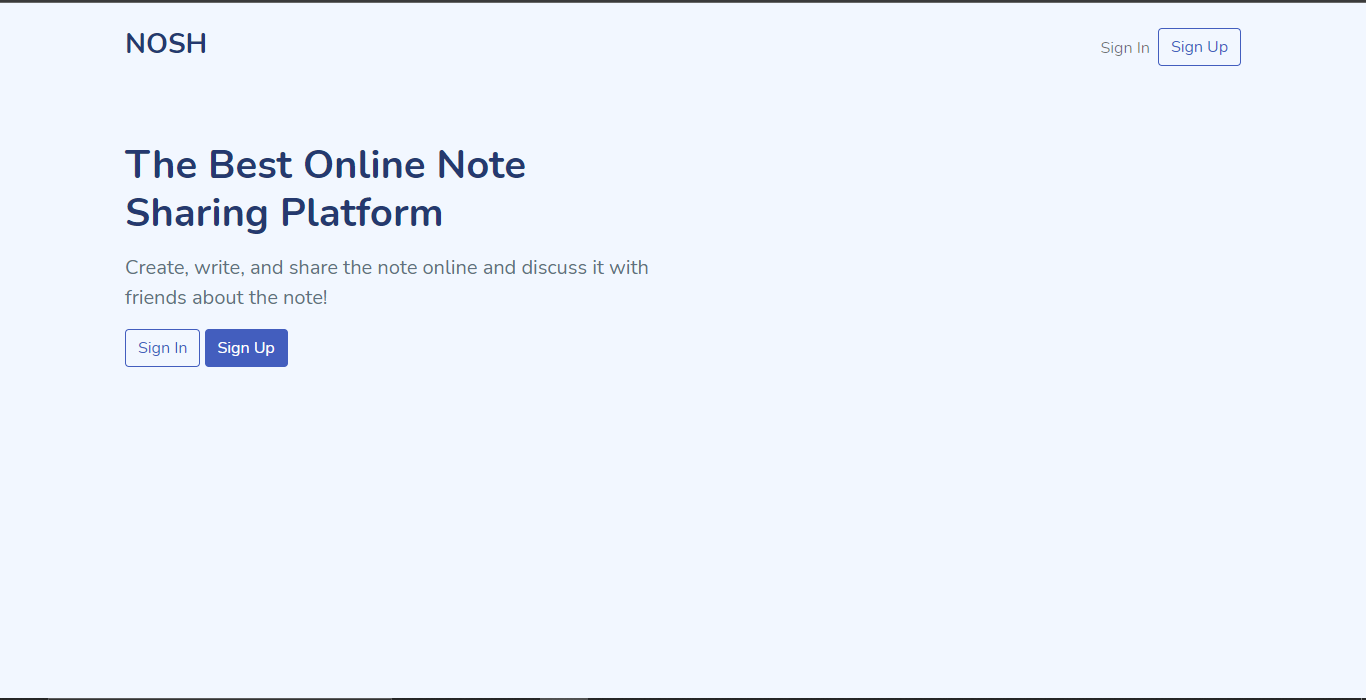 NOSH
Sign In
Sign Up
The Best Online Note
Sharing Platform
Create, write, and share the note online and discuss it with
friends about the note!
Sign In
Sign Up